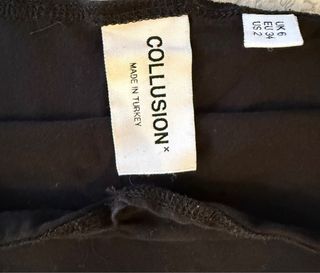 COLLUSION×
MADE IN TURKEY
UK 6
EU 34
US 2